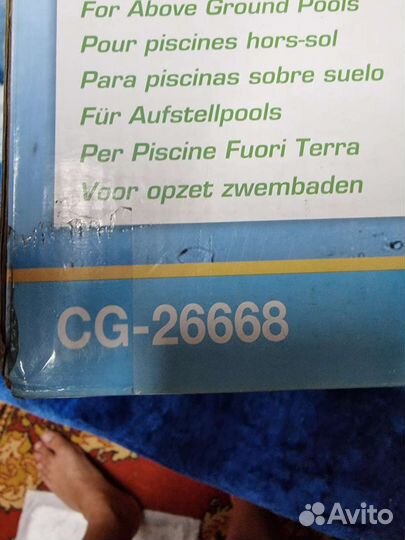 For Above Ground Pools
Pour piscines hors-sol
Para piscinas sobre suelo
Für Aufstellpools
Per Piscine Fuori Terra
Voor opzet zwembaden
CG-26668
Avito